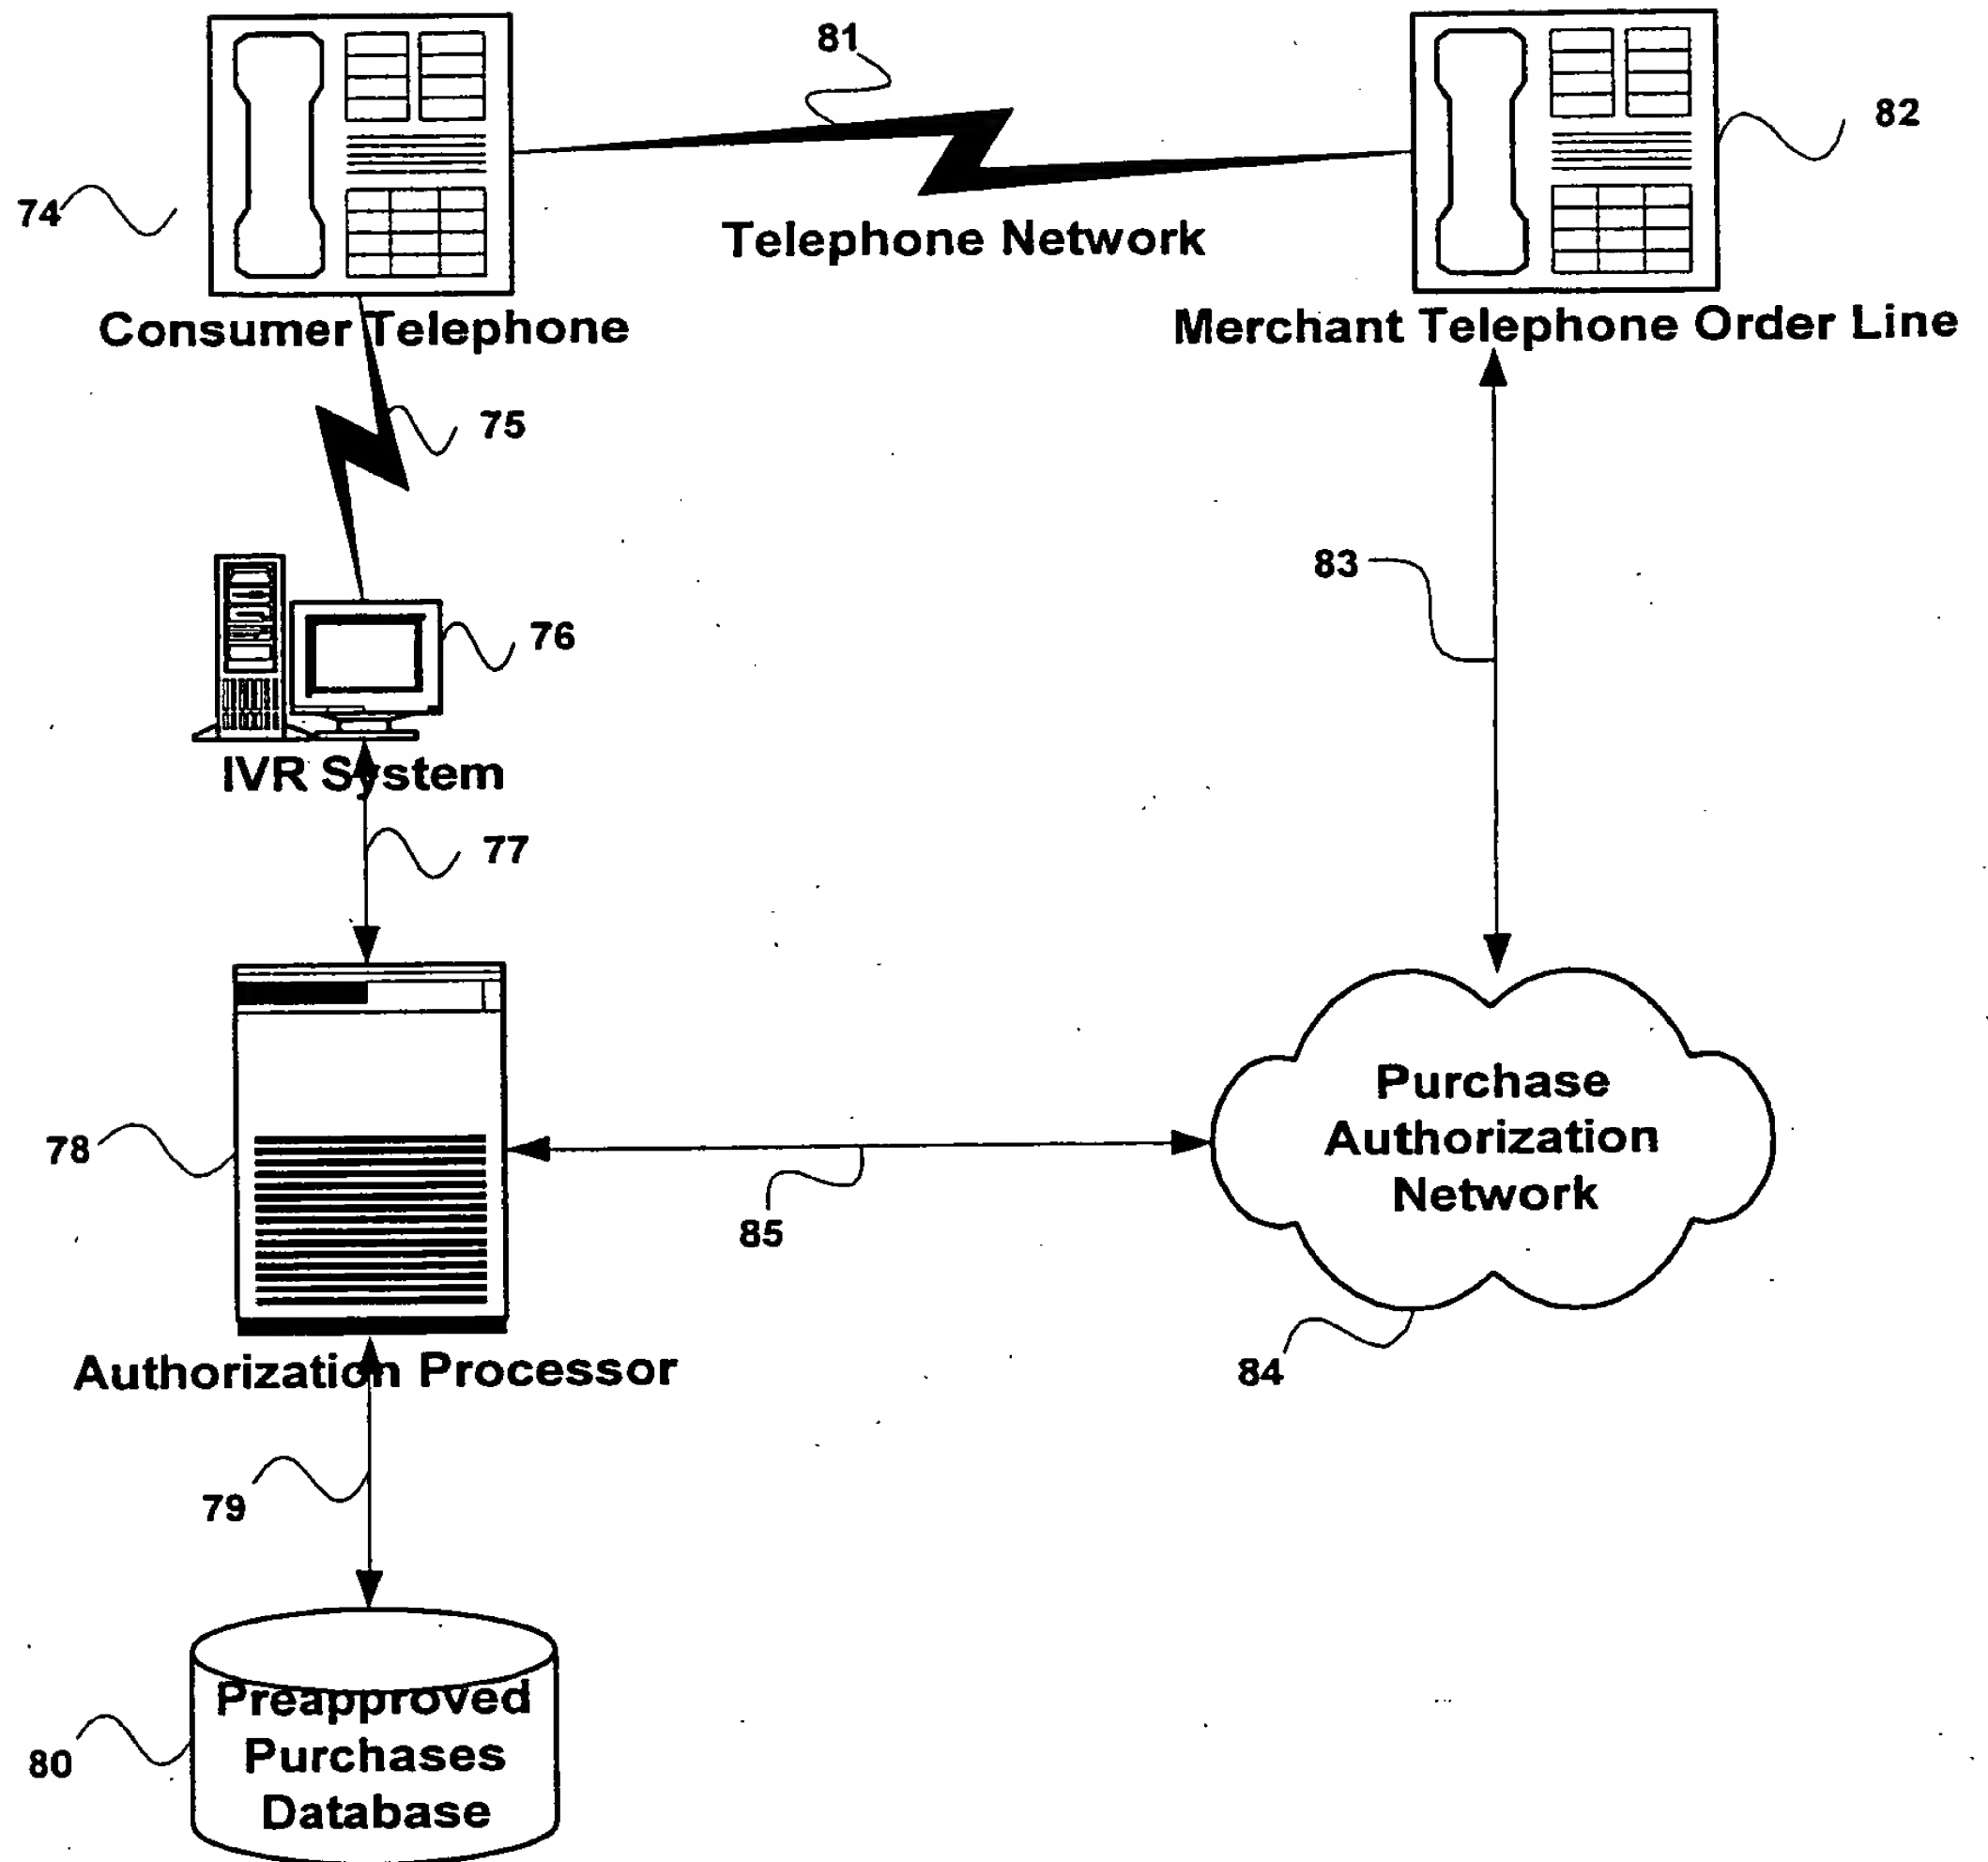 81
82
74
Telephone Network
Consumer Telephone
Merchant Telephone Order Line
75
83
76
IVR System
77
Purchase
Authorization
Network
78
85
84
Authorization Processor
79
Preapproved
Purchases
Database
80